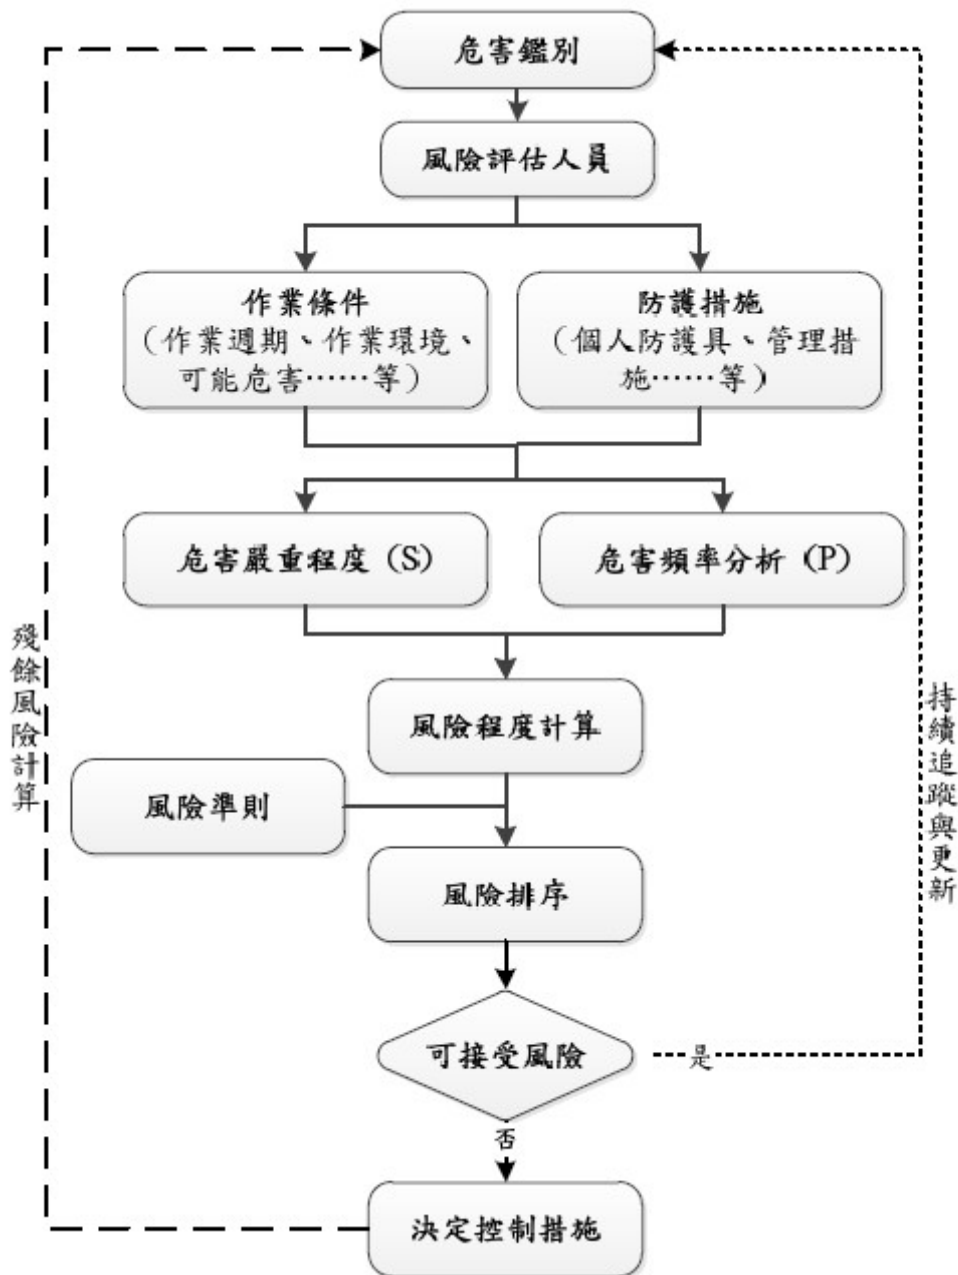 危害鑑別
風險評估人員
作業條件
（作業週期、作業環境、
可能危害……等）
防護措施
（個人防護具、管理措
施……等）
危害嚴重程度（S）
危害頻率分析（P）
殘餘風險計算
風險程度計算
持續追蹤與更新
風險準則
風險排序
可接受風險
是
否
決定控制措施